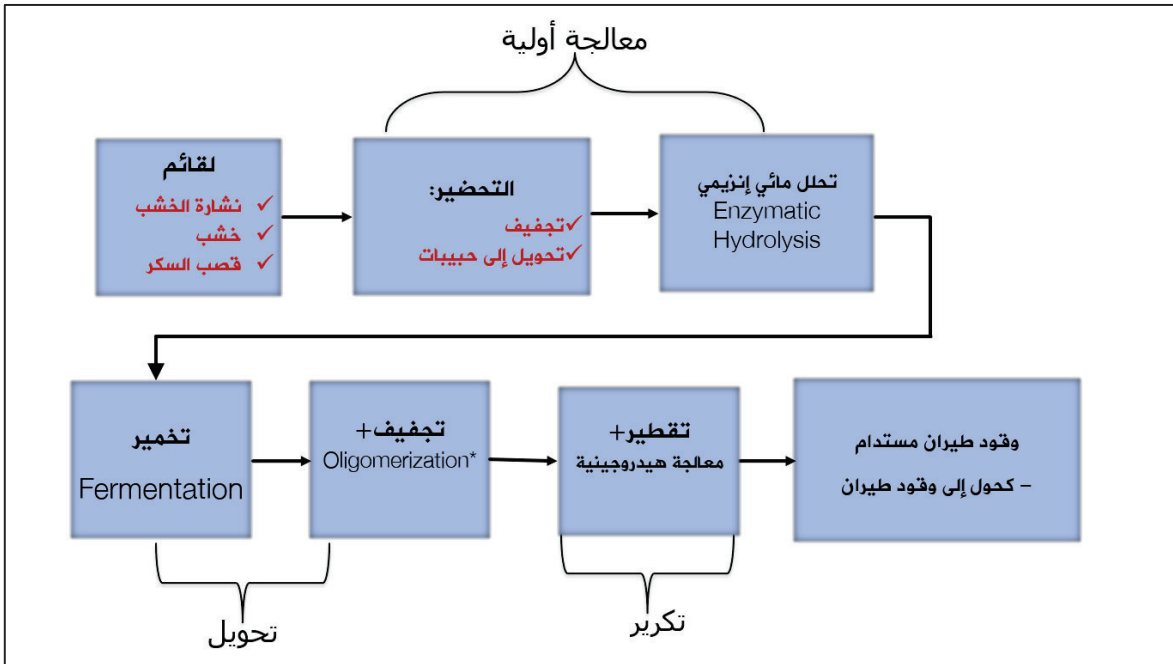 معالجة أولية
لقائم
✓ نشارة الخشب
✓ خشب
✓ قصب السكر
التحضير:
✓تجفيف
✓تحويل إلى حبيبات
تحلل مائي إنزيمي
Enzymatic
Hydrolysis
تخمير
Fermentation
تجفيف+
Oligomerization*
تقطير+
معالجة هيدروجينية
وقود طيران مستدام
– كحول إلى وقود طيران
تحويل
تكرير